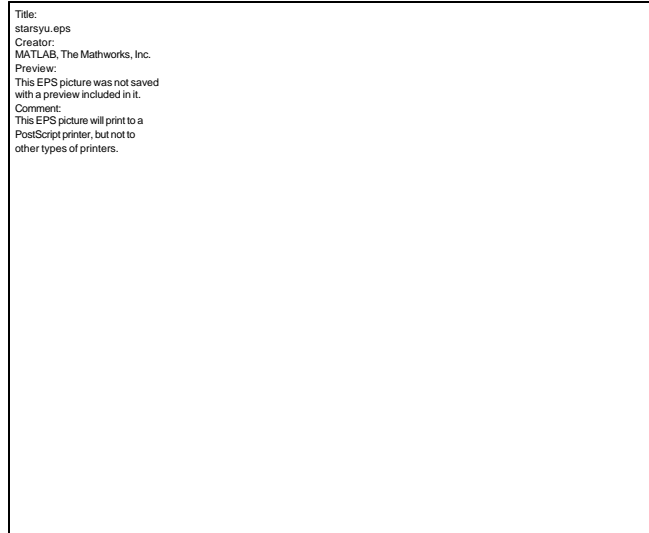 Title:
starsyu.eps
Creator:
MATLAB, The Mathworks, Inc.
Preview:
This EPS picture was not saved
with a preview included in it.
Comment:
This EPS picture will print to a
PostScript printer, but not to
other types of printers.